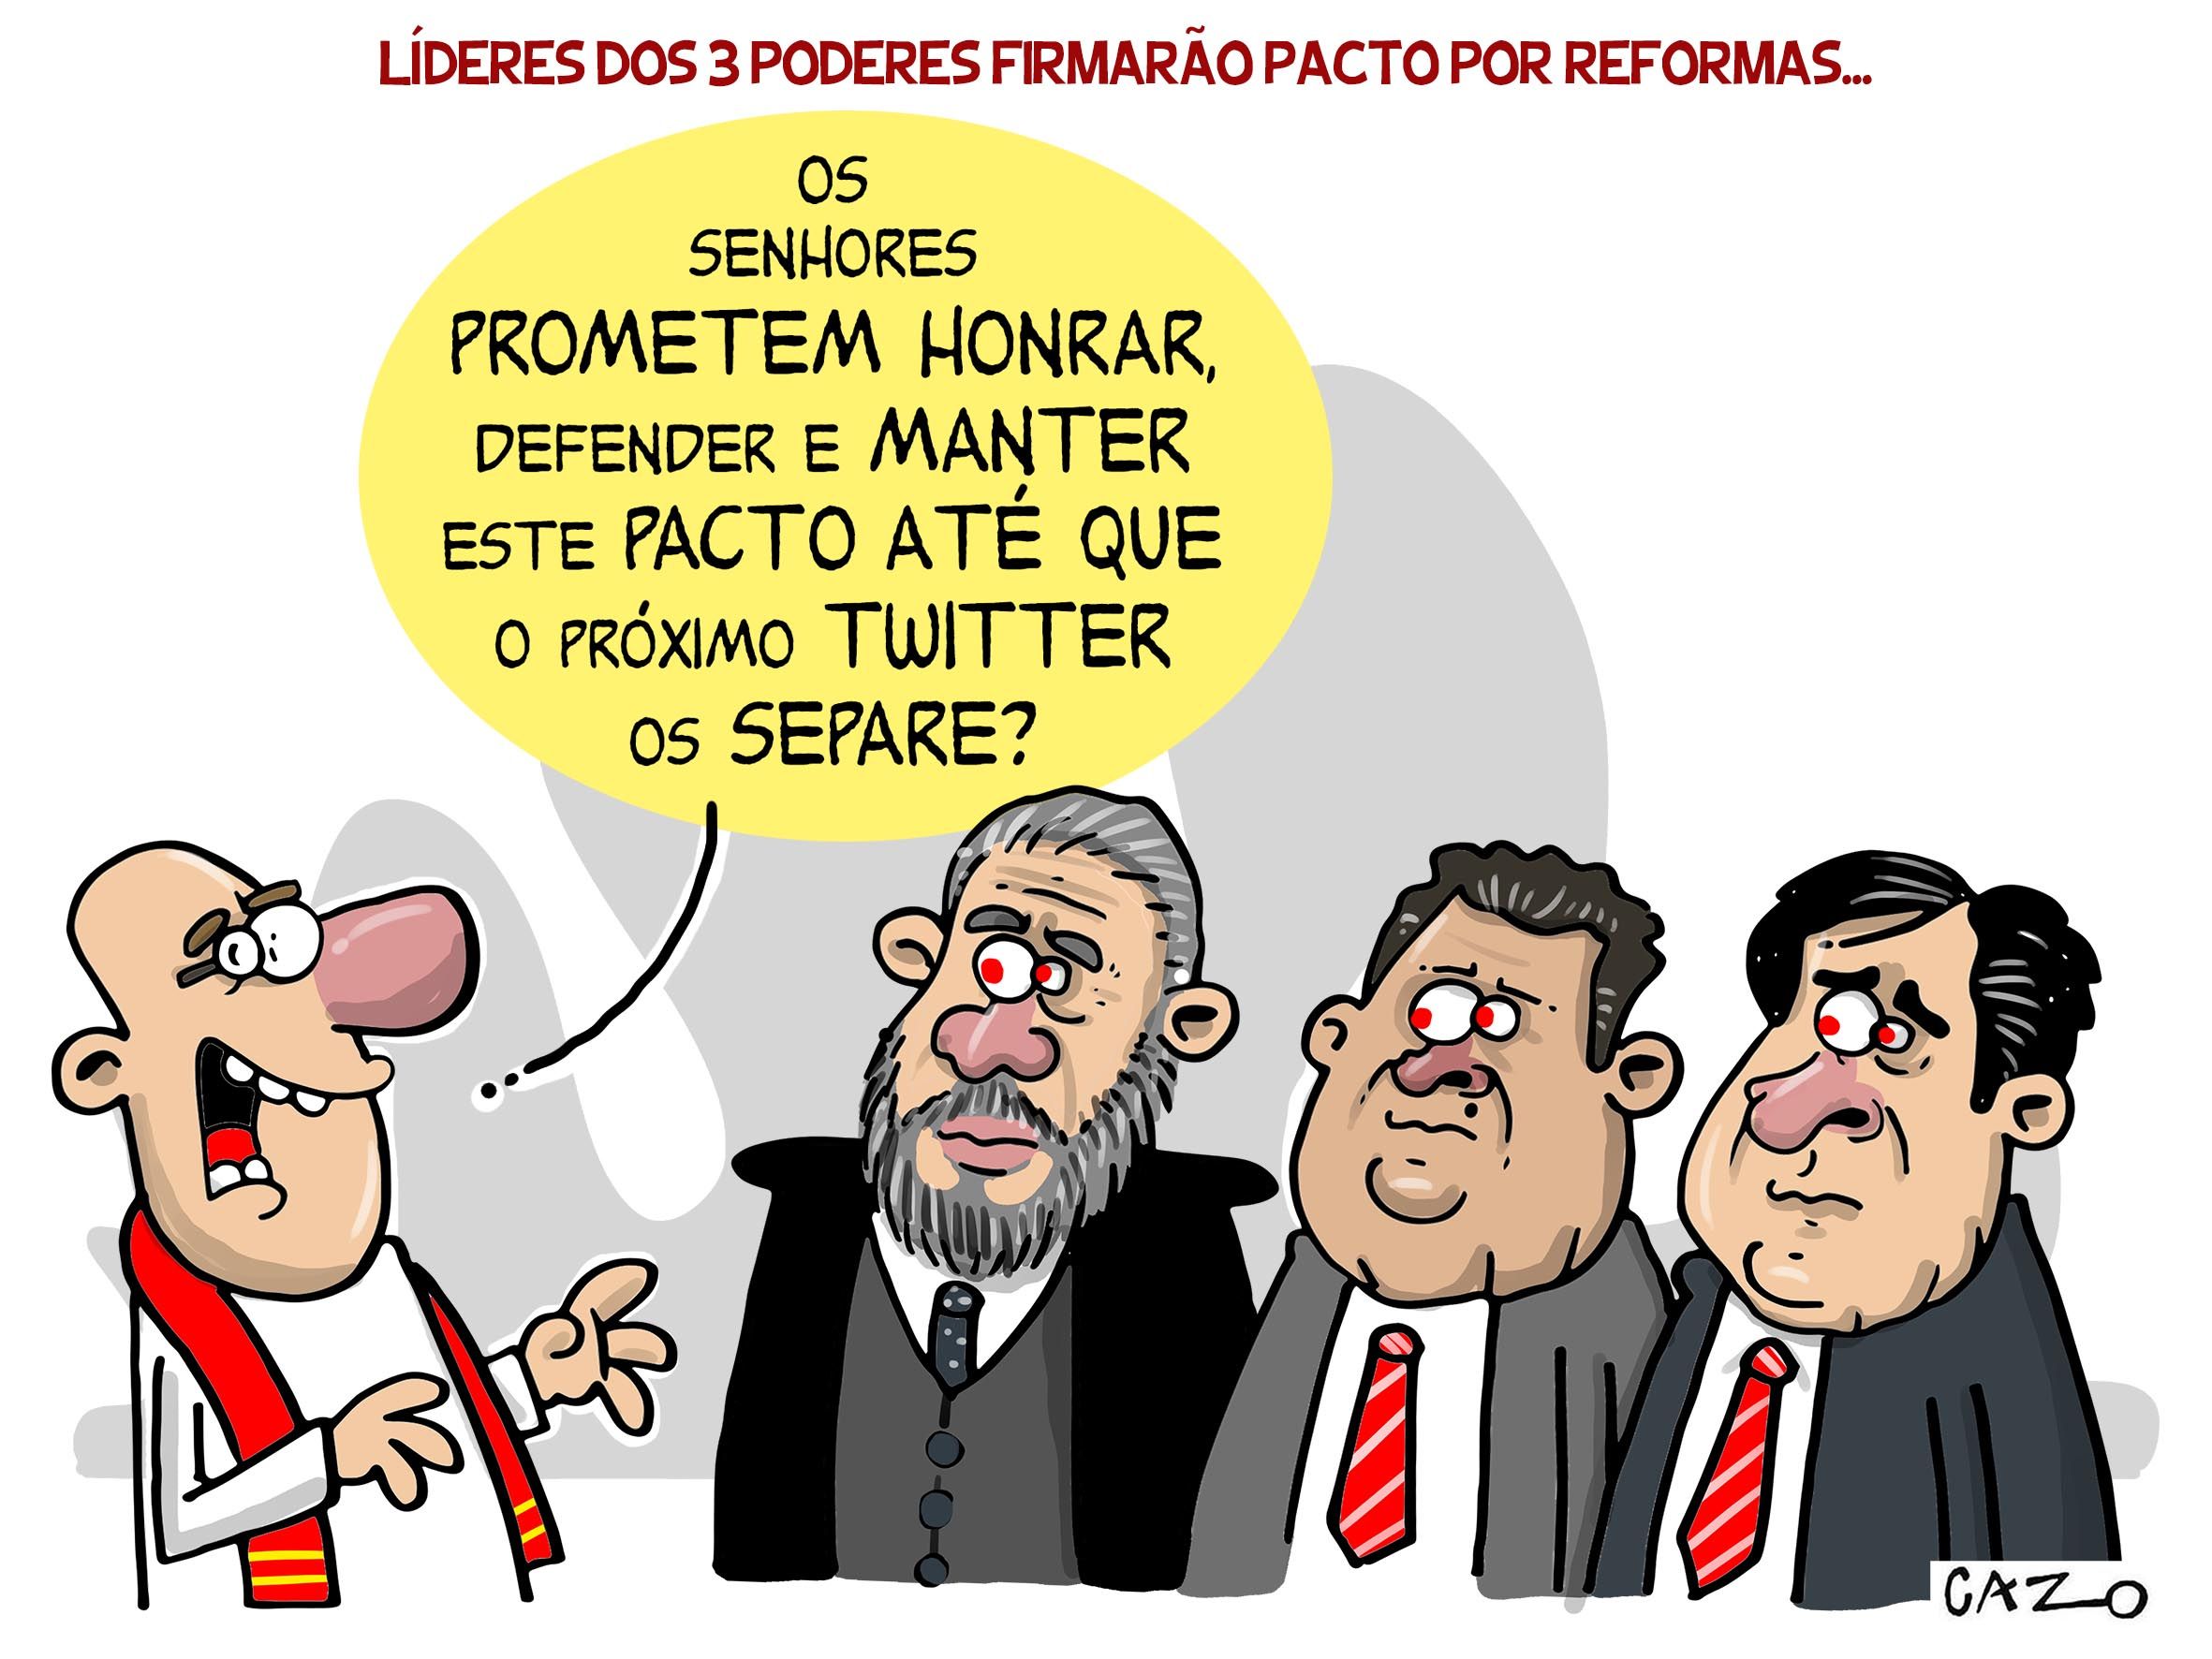 LÍDERES DOS 3 PODERES FIRMARÃO PACTO POR REFORMAS...
OS
SENHORES
PROMETEM HONRAR,
DEFENDER E MANTER
ESTE PACTO ATÉ QUE
O PRÓXIMO TWITTER
OS SEPARE?
CAZO